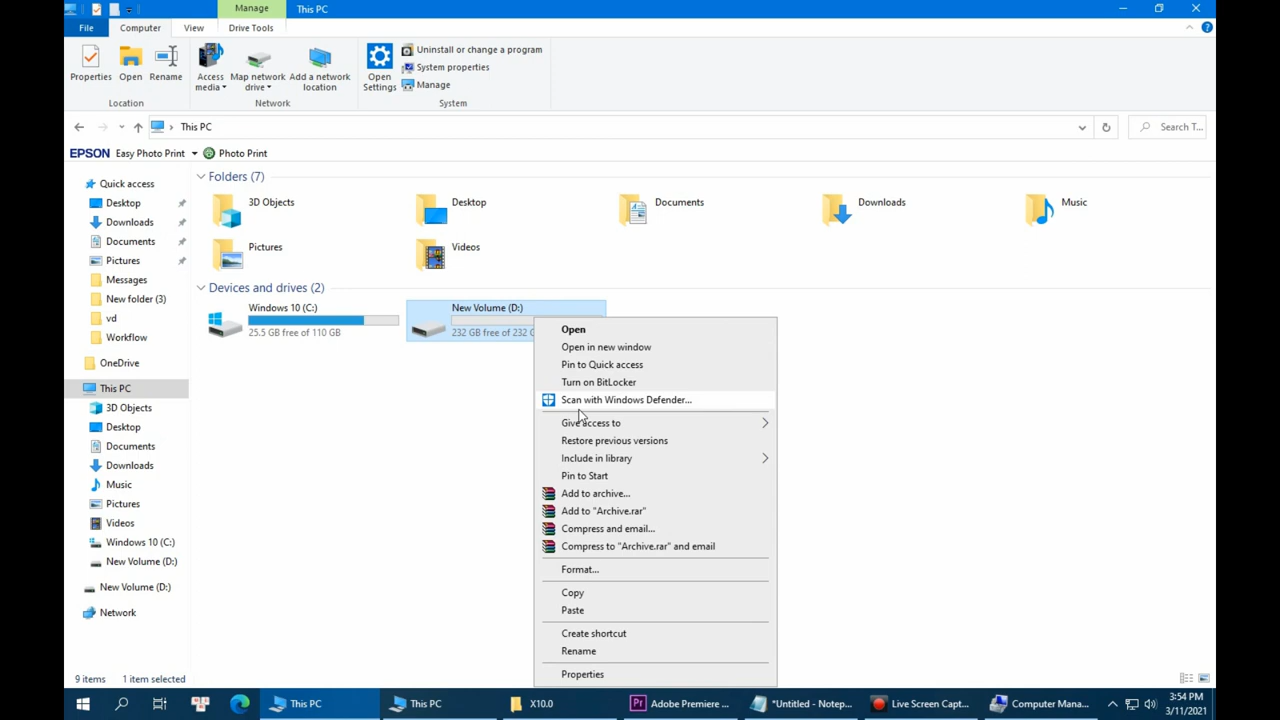 Manage
This PC
File
Computer
View
Drive Tools
Properties
Open
Rename
Access media
Map network drive
Add a network location
Open Settings
Uninstall or change a program
System properties
Manage
Location
Network
System
This PC
Search T...
EPSON Easy Photo Print
Photo Print
Quick access
Desktop
Downloads
Documents
Pictures
Messages
New folder (3)
vd
Workflow
OneDrive
This PC
3D Objects
Desktop
Documents
Downloads
Music
Pictures
Videos
Windows 10 (C:)
New Volume (D:)
New Volume (D:)
Network
Folders (7)
3D Objects
Desktop
Documents
Downloads
Music
Pictures
Videos
Devices and drives (2)
Windows 10 (C:)
25.5 GB free of 110 GB
New Volume (D:)
232 GB free of 232 G
Open
Open in new window
Pin to Quick access
Turn on BitLocker
Scan with Windows Defender...
Give access to
Restore previous versions
Include in library
Pin to Start
Add to archive...
Add to "Archive.rar"
Compress and email...
Compress to "Archive.rar" and email
Format...
Copy
Paste
Create shortcut
Rename
Properties
9 items
1 item selected
This PC
This PC
X10.0
Adobe Premiere ...
*Untitled - Notep...
Live Screen Capt...
Computer Mana...
3:54 PM
3/11/2021